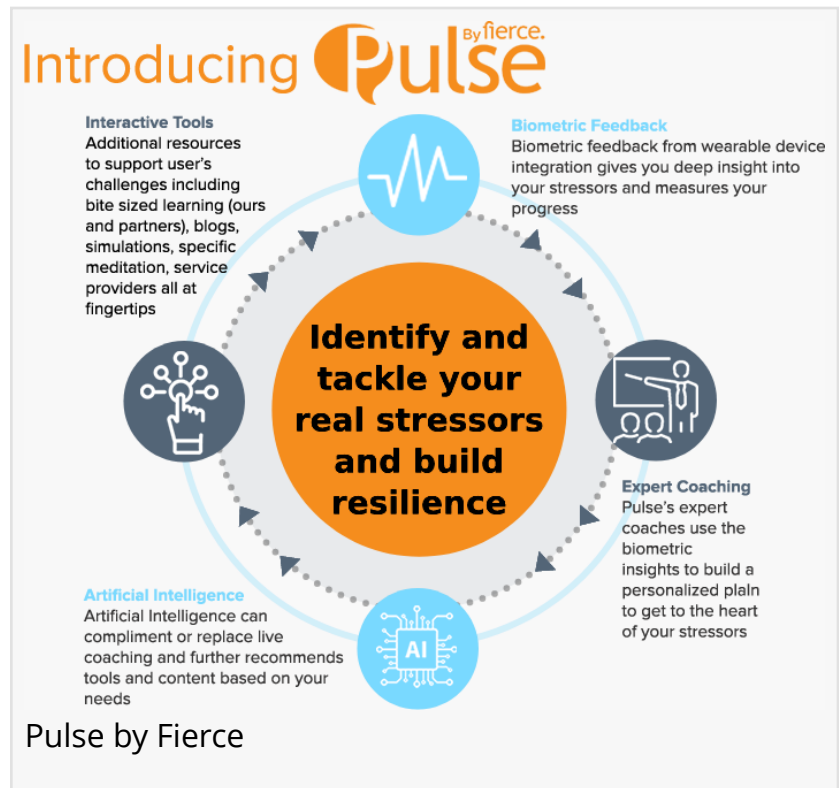 Introducing Pulse By fierce.
Interactive Tools
Additional resources
to support user's
challenges including
bite sized learning (ours
and partners), blogs,
simulations, specific
meditation, service
providers all at
fingertips
Biometric Feedback
Biometric feedback from wearable device
integration gives you deep insight into
your stressors and measures your
progress
Identify and
tackle your
real stressors
and build
resilience
Expert Coaching
Pulse's expert
coaches use the
biometric
insights to build a
personalized plaln
to get to the heart
of your stressors
Artificial Intelligence
Artificial Intelligence can
compliment or replace live
coaching and further recommends
tools and content based on your
needs
AI
Pulse by Fierce